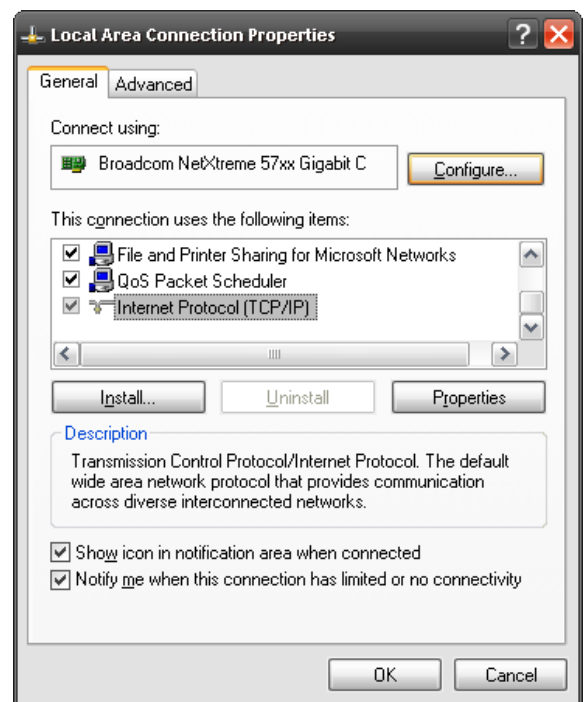 Local Area Connection Properties
General Advanced
Connect using:
Broadcom NetXtreme 57xx Gigabit C
Configure...
This connection uses the following items:
File and Printer Sharing for Microsoft Networks
QoS Packet Scheduler
Internet Protocol (TCP/IP)
Install... Uninstall Properties
Description
Transmission Control Protocol/Internet Protocol. The default
wide area network protocol that provides communication
across diverse interconnected networks.
Show icon in notification area when connected
Notify me when this connection has limited or no connectivity
OK Cancel